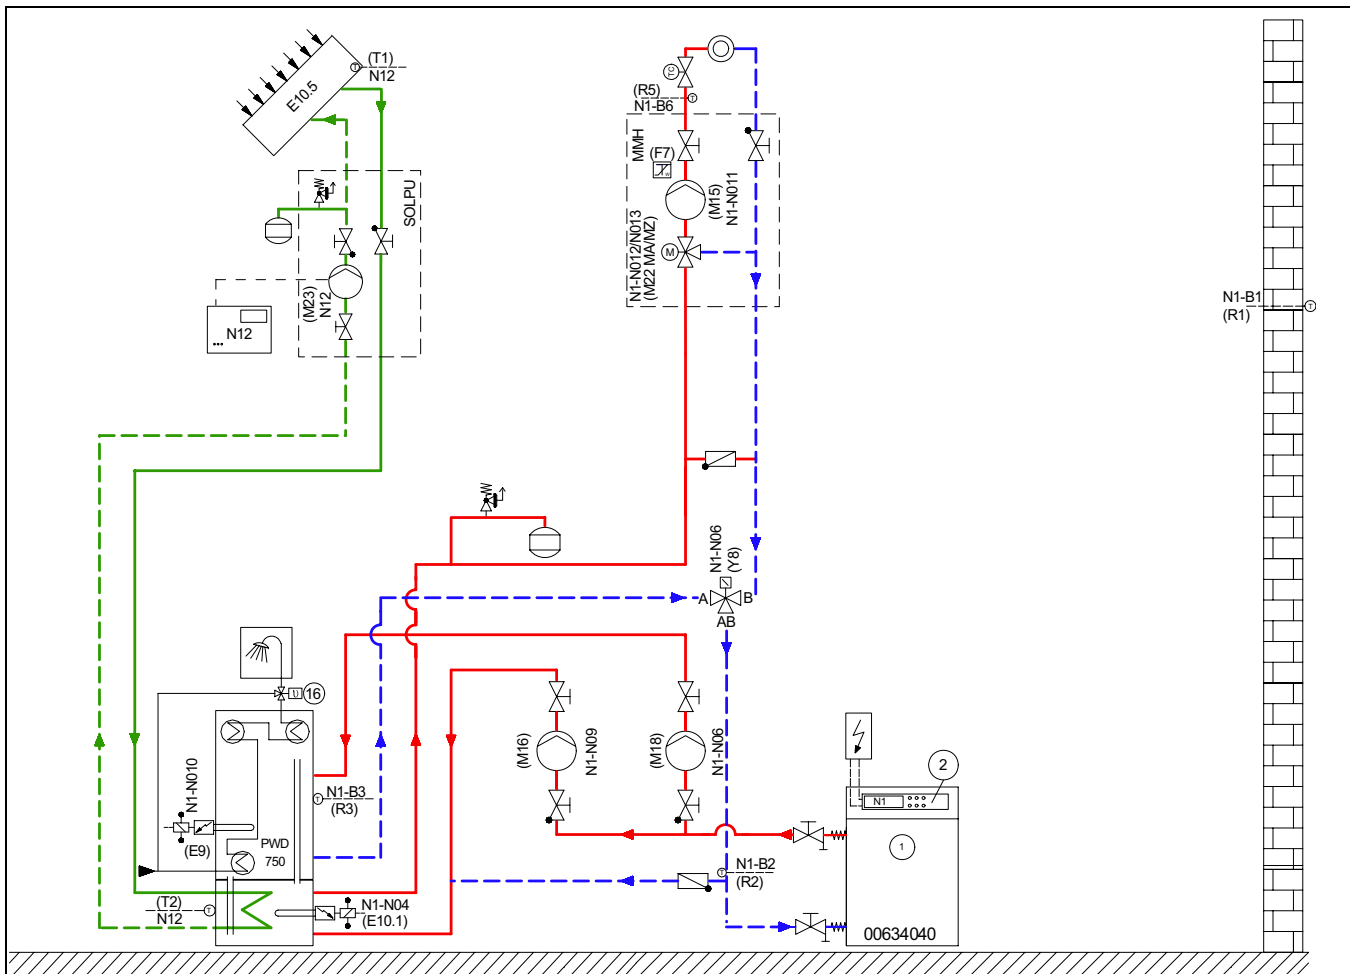 (T1)
N12
E10.5
SOLPU
(M23)
N12
N12
TC
(R5)
T
N1-B6
MMH
(F7)
W
(M15)
N1-N011
N1-N012/N013
(M22 MA/MZ)
M
N1-B1
(R1)
T
N1-N06
(Y8)
A
B
AB
16
(M16)
N1-N09
(M18)
N1-N06
2
N1
1
N1-N010
(E9)
PWD
750
T
N1-B3
(R3)
N1-B2
T
(R2)
(T2)
N12
T
N1-N04
(E10.1)
00634040